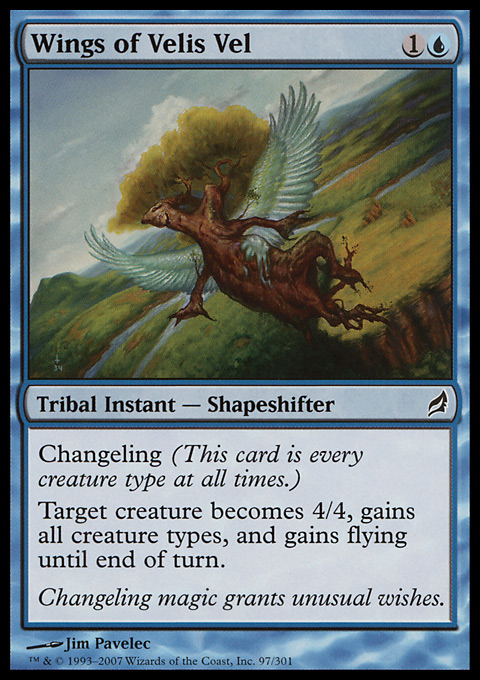 Wings of Velis Vel 1
Tribal Instant — Shapeshifter
Changeling (This card is every
creature type at all times.)
Target creature becomes 4/4, gains
all creature types, and gains flying
until end of turn.
Changeling magic grants unusual wishes.
Jim Pavelec
™ & © 1993–2007 Wizards of the Coast, Inc. 97/301